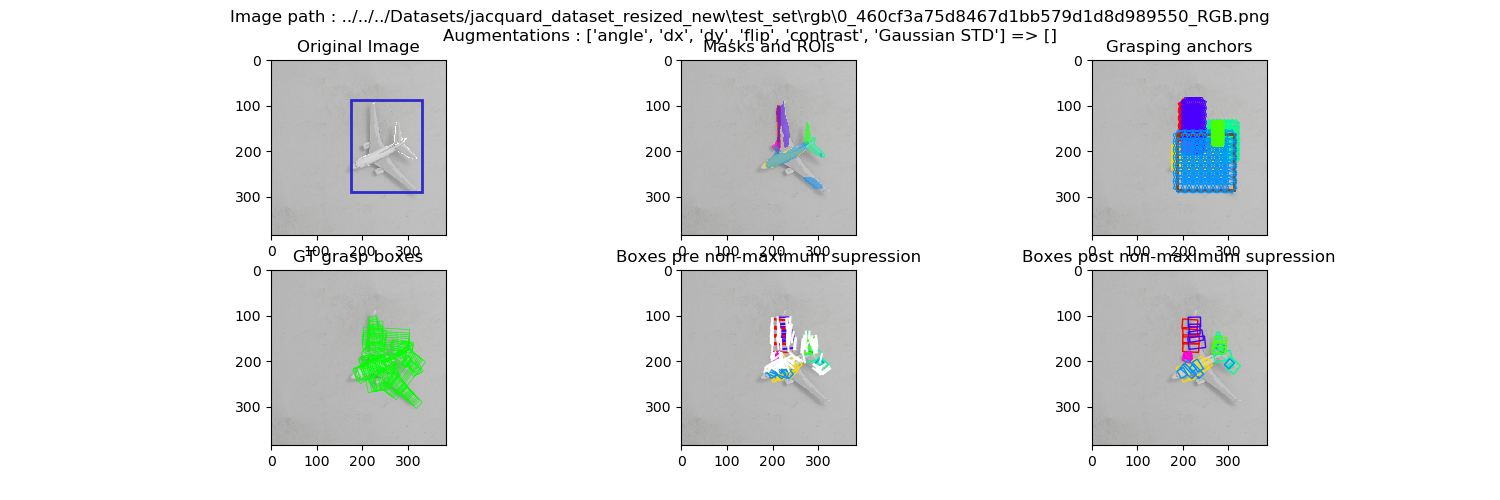 Image path : ../../../Datasets/jacquard_dataset_resized_new\test_set\rgb\0_460cf3a75d8467d1bb579d1d8d989550_RGB.png
Augmentations : ['angle', 'dx', 'dy', 'flip', 'contrast', 'Gaussian STD'] => []
Original Image
Masks and ROIs
Grasping anchors
0
100
200
300
0 100 200 300
0
100
200
300
0 100 200 300
0
100
200
300
0 100 200 300
GT grasp boxes
Boxes pre non-maximum supression
Boxes post non-maximum supression
0
100
200
300
0 100 200 300
0
100
200
300
0 100 200 300
0
100
200
300
0 100 200 300